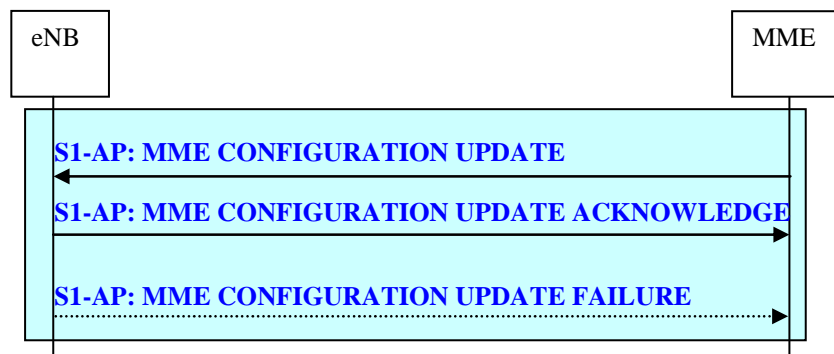 eNB
MME
S1-AP: MME CONFIGURATION UPDATE
S1-AP: MME CONFIGURATION UPDATE ACKNOWLEDGE
S1-AP: MME CONFIGURATION UPDATE FAILURE